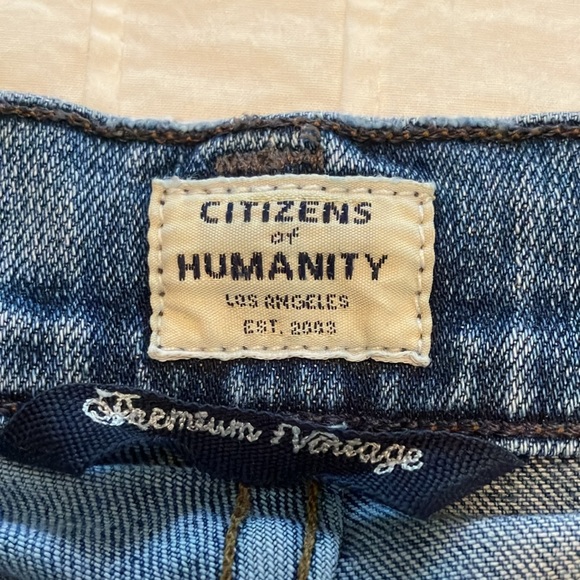 CITIZENS
of
HUMANITY
LOS ANGELES
EST. 2003
Premium Vintage